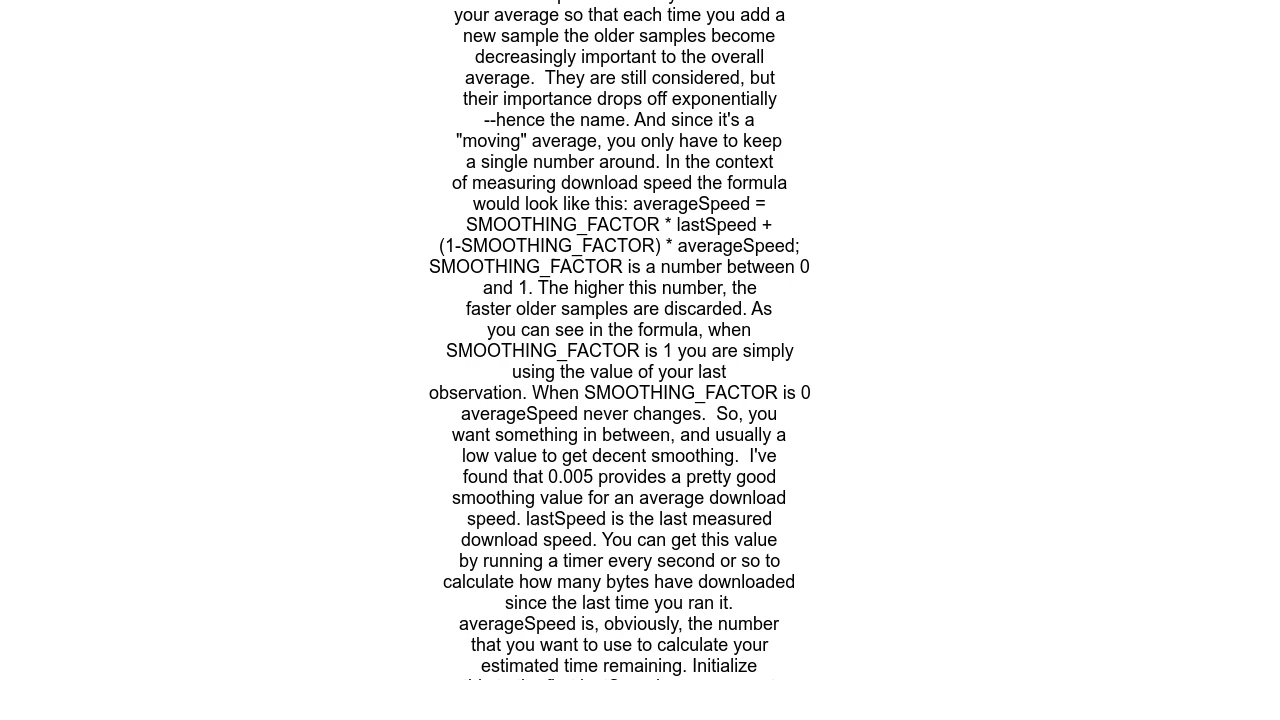 your average so that each time you add a
new sample the older samples become
decreasingly important to the overall
average.  They are still considered, but
their importance drops off exponentially
--hence the name. And since it's a
"moving" average, you only have to keep
a single number around. In the context
of measuring download speed the formula
would look like this: averageSpeed =
SMOOTHING_FACTOR * lastSpeed +
(1-SMOOTHING_FACTOR) * averageSpeed;
SMOOTHING_FACTOR is a number between 0
and 1. The higher this number, the
faster older samples are discarded. As
you can see in the formula, when
SMOOTHING_FACTOR is 1 you are simply
using the value of your last
observation. When SMOOTHING_FACTOR is 0
averageSpeed never changes.  So, you
want something in between, and usually a
low value to get decent smoothing.  I've
found that 0.005 provides a pretty good
smoothing value for an average download
speed. lastSpeed is the last measured
download speed. You can get this value
by running a timer every second or so to
calculate how many bytes have downloaded
since the last time you ran it.
averageSpeed is, obviously, the number
that you want to use to calculate your
estimated time remaining. Initialize